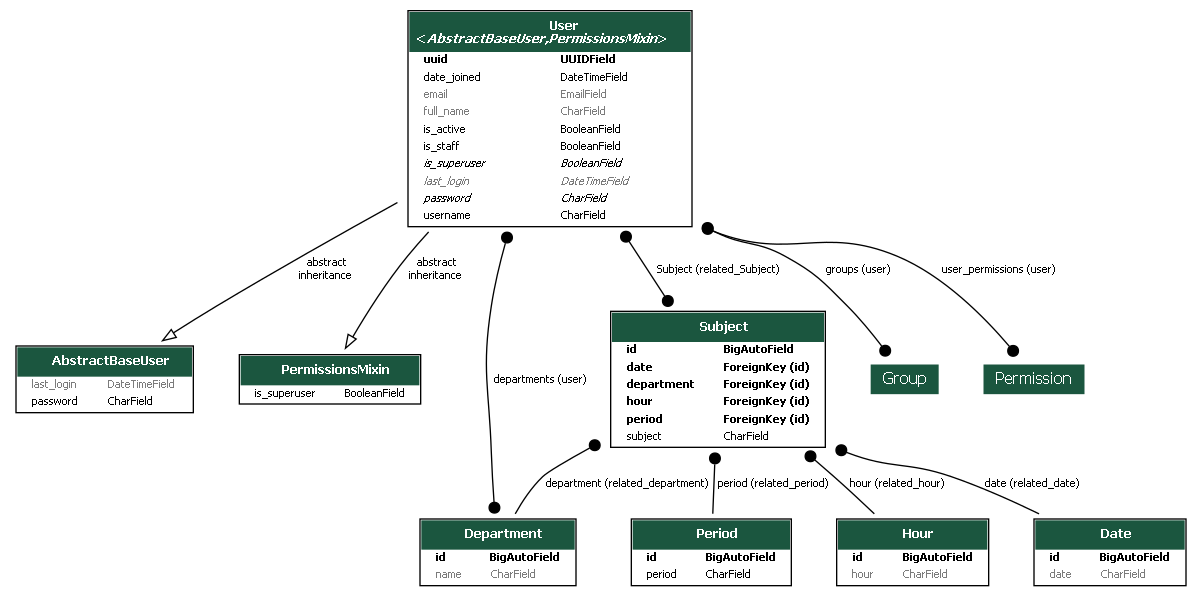 User
<AbstractBaseUser,PermissionsMixin>
uuid UUIDField
date_joined DateTimeField
email EmailField
full_name CharField
is_active BooleanField
is_staff BooleanField
is_superuser BooleanField
last_login DateTimeField
password CharField
username CharField
abstract
inheritance
abstract
inheritance
Subject (related_Subject)
groups (user)
user_permissions (user)
AbstractBaseUser
last_login DateTimeField
password CharField
PermissionsMixin
is_superuser BooleanField
departments (user)
Subject
id BigAutoField
date ForeignKey (id)
department ForeignKey (id)
hour ForeignKey (id)
period ForeignKey (id)
subject CharField
Group
Permission
department (related_department)
period (related_period)
hour (related_hour)
date (related_date)
Department
id BigAutoField
name CharField
Period
id BigAutoField
period CharField
Hour
id BigAutoField
hour CharField
Date
id BigAutoField
date CharField